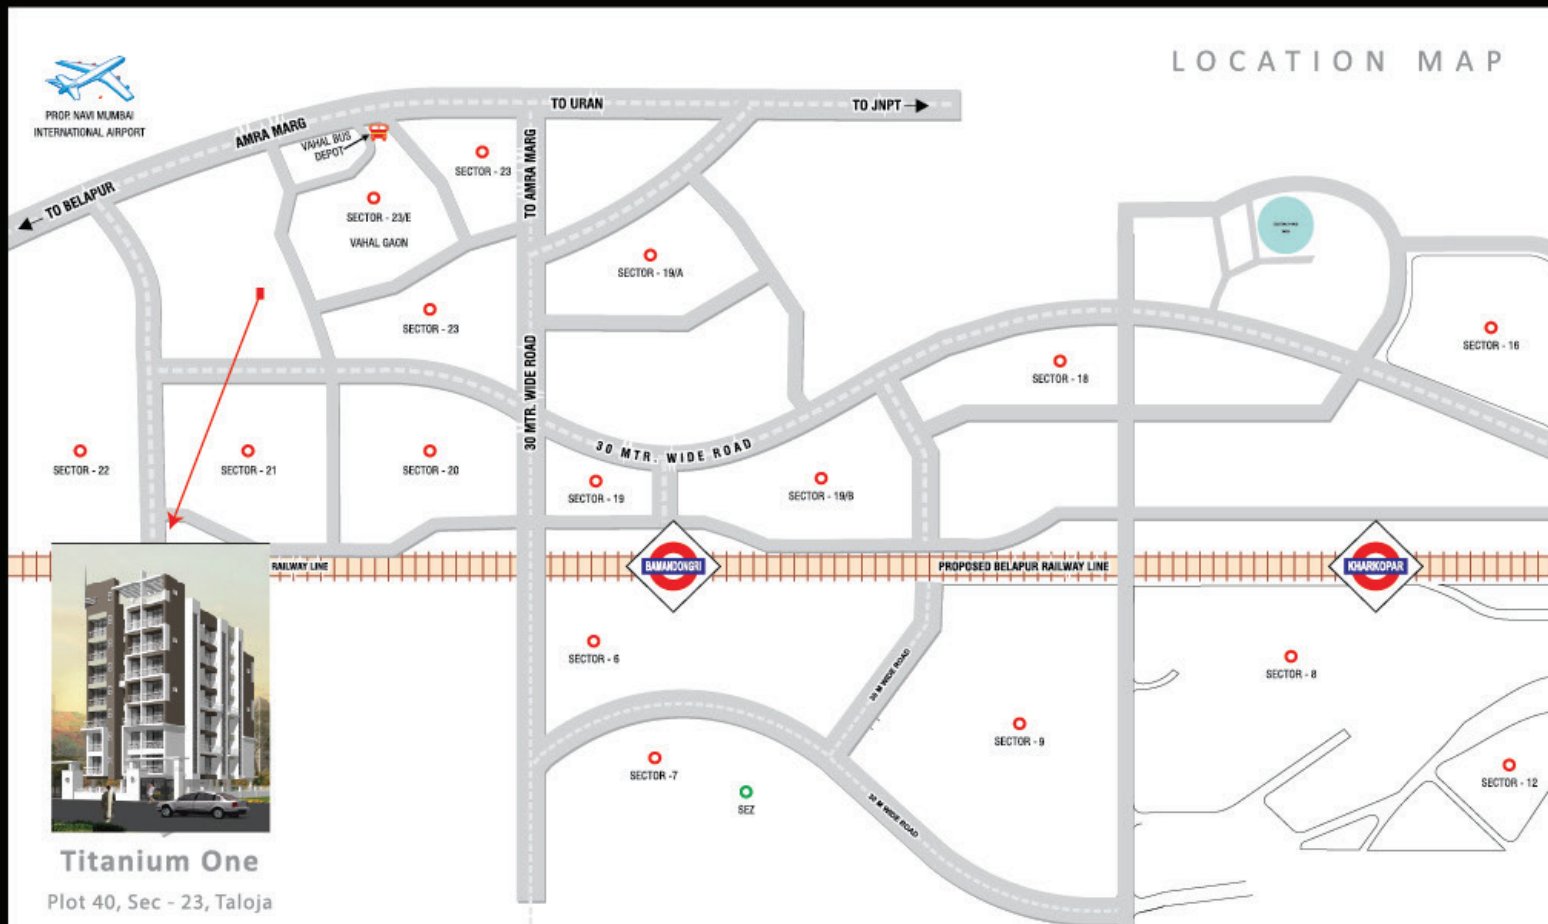 LOCATION MAP
PROP. NAVI MUMBAI
INTERNATIONAL AIRPORT
TO URAN
TO JNPT
AMRA MARG
VAHAL BUS
DEPOT
TO BELAPUR
TO AMRA MARG
SECTOR - 23
SECTOR - 23/E
VAHAL GAON
SECTOR - 19/A
SECTOR - 23
SECTOR - 16
30 MTR. WIDE ROAD
SECTOR - 18
30 MTR. WIDE ROAD
SECTOR - 22
SECTOR - 21
SECTOR - 20
SECTOR - 19
SECTOR - 19/B
RAILWAY LINE
BAMANDONGRI
PROPOSED BELAPUR RAILWAY LINE
KHARKOPAR
SECTOR - 6
30 M WIDE ROAD
SECTOR - 8
SECTOR - 9
SECTOR -7
SECTOR - 12
SEZ
30 M WIDE ROAD
Titanium One
Plot 40, Sec - 23, Taloja